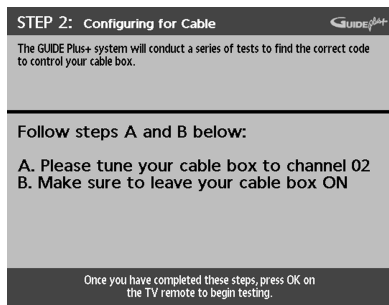 STEP 2: Configuring for Cable
GUIDE Plus+
The GUIDE Plus+ system will conduct a series of tests to find the correct code
to control your cable box.
Follow steps A and B below:
A. Please tune your cable box to channel 02
B. Make sure to leave your cable box ON
Once you have completed these steps, press OK on
the TV remote to begin testing.